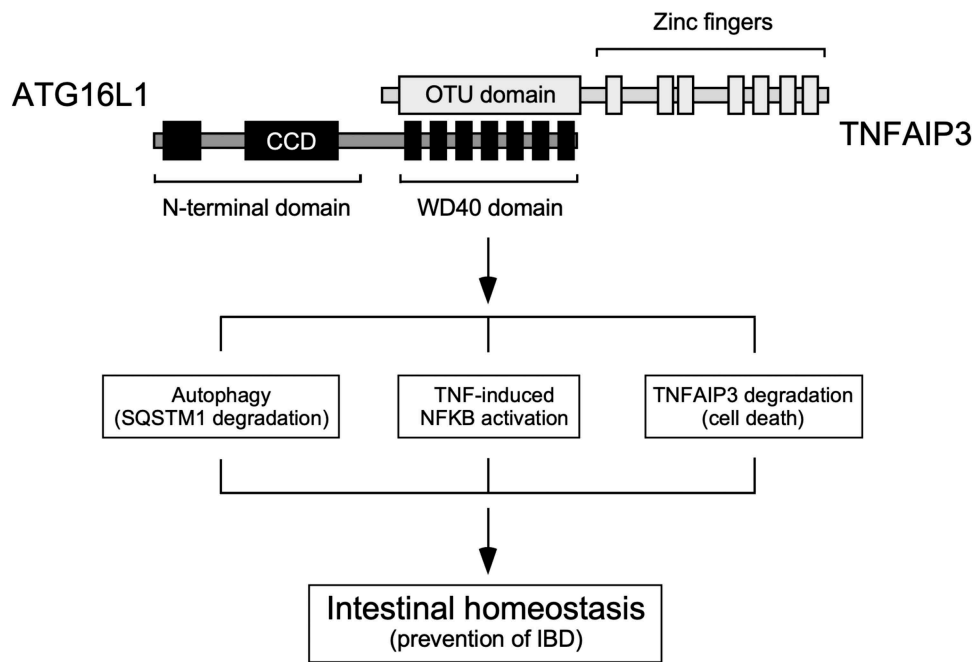 Zinc fingers
ATG16L1
OTU domain
TNFAIP3
CCD
N-terminal domain
WD40 domain
Autophagy
(SQSTM1 degradation)
TNF-induced
NFKB activation
TNFAIP3 degradation
(cell death)
Intestinal homeostasis
(prevention of IBD)